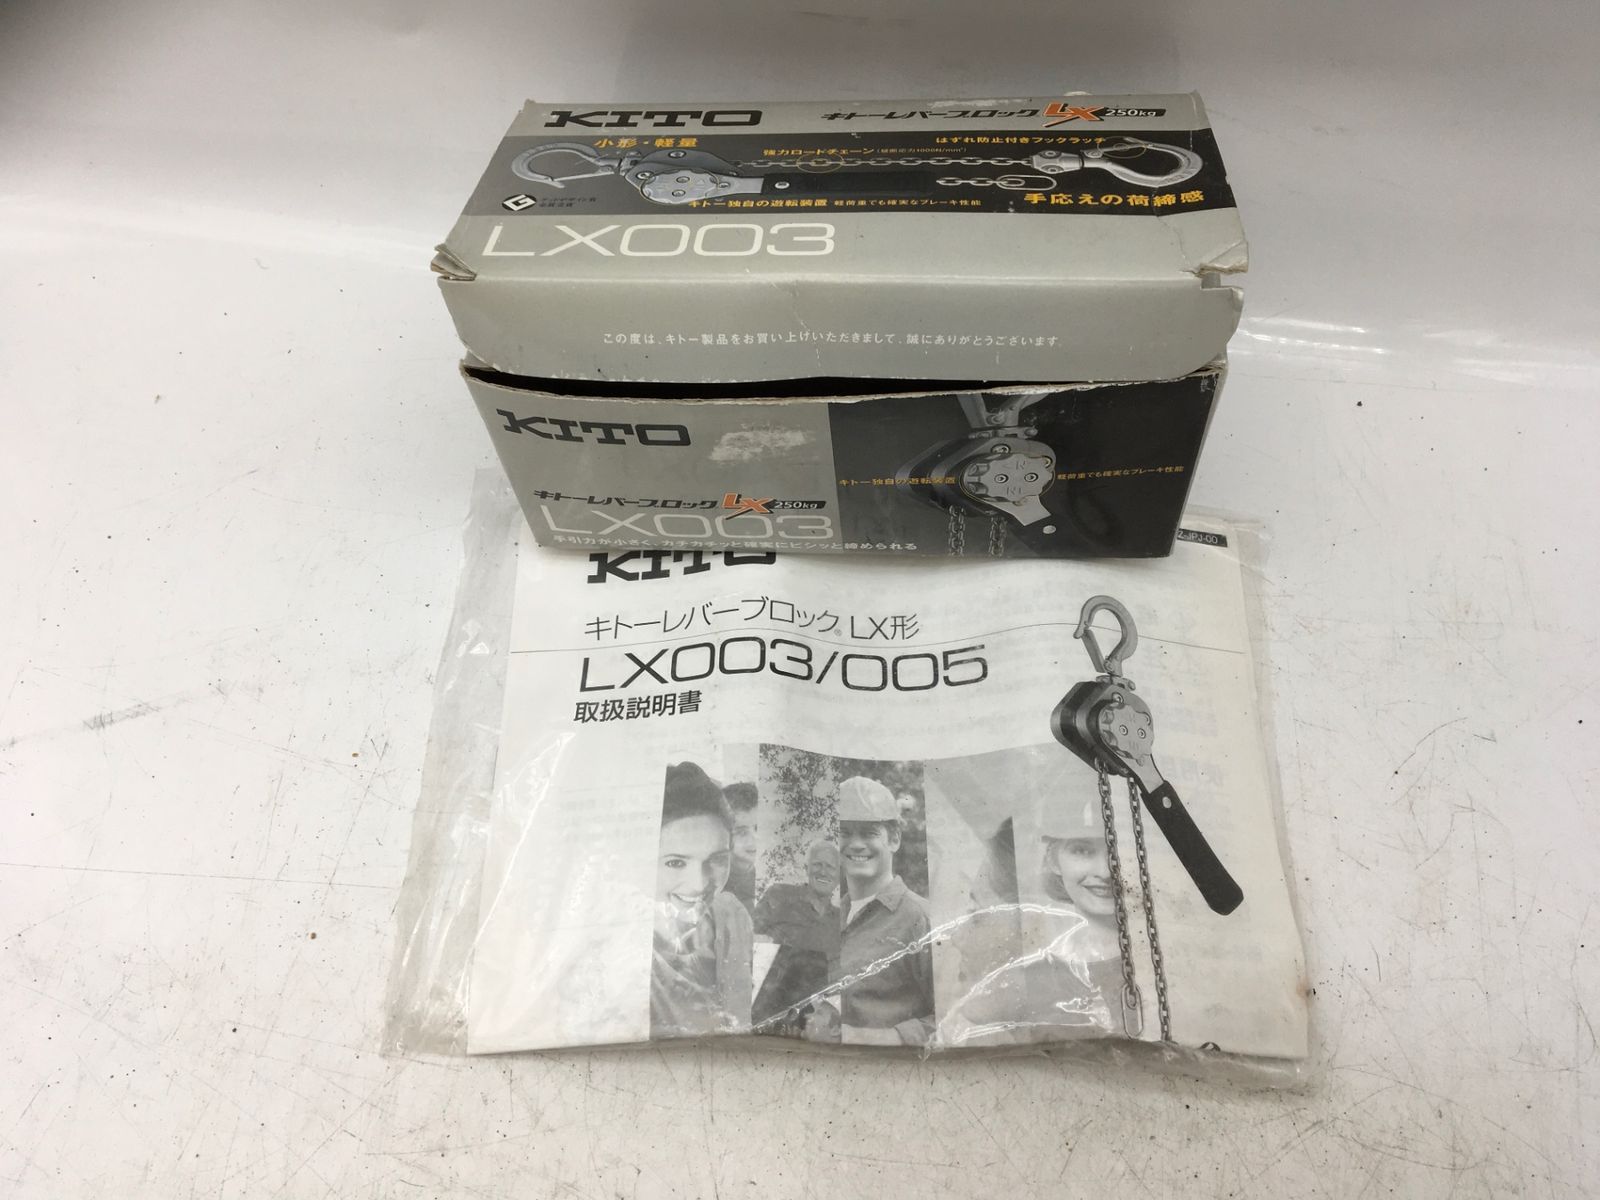 KITO
キトーレバーブロック LX 250kg
小形・軽量
強力ロードチェーン
はずれ防止付きフックラッチ
キトー独自の遊転装置 軽荷重でも確実なブレーキ性能
手応えの荷締感
LX003
この度は、キトー製品をお買い上げいただきまして、誠にありがとうございます。
KITO
キトー独自の遊転装置
軽荷重でも確実なブレーキ性能
キトーレバーブロック LX 250kg
LX003
手引力が小さく、カチカチッと確実にビシッと締められる
KITO
キトーレバーブロック® LX形
LX003/005
取扱説明書